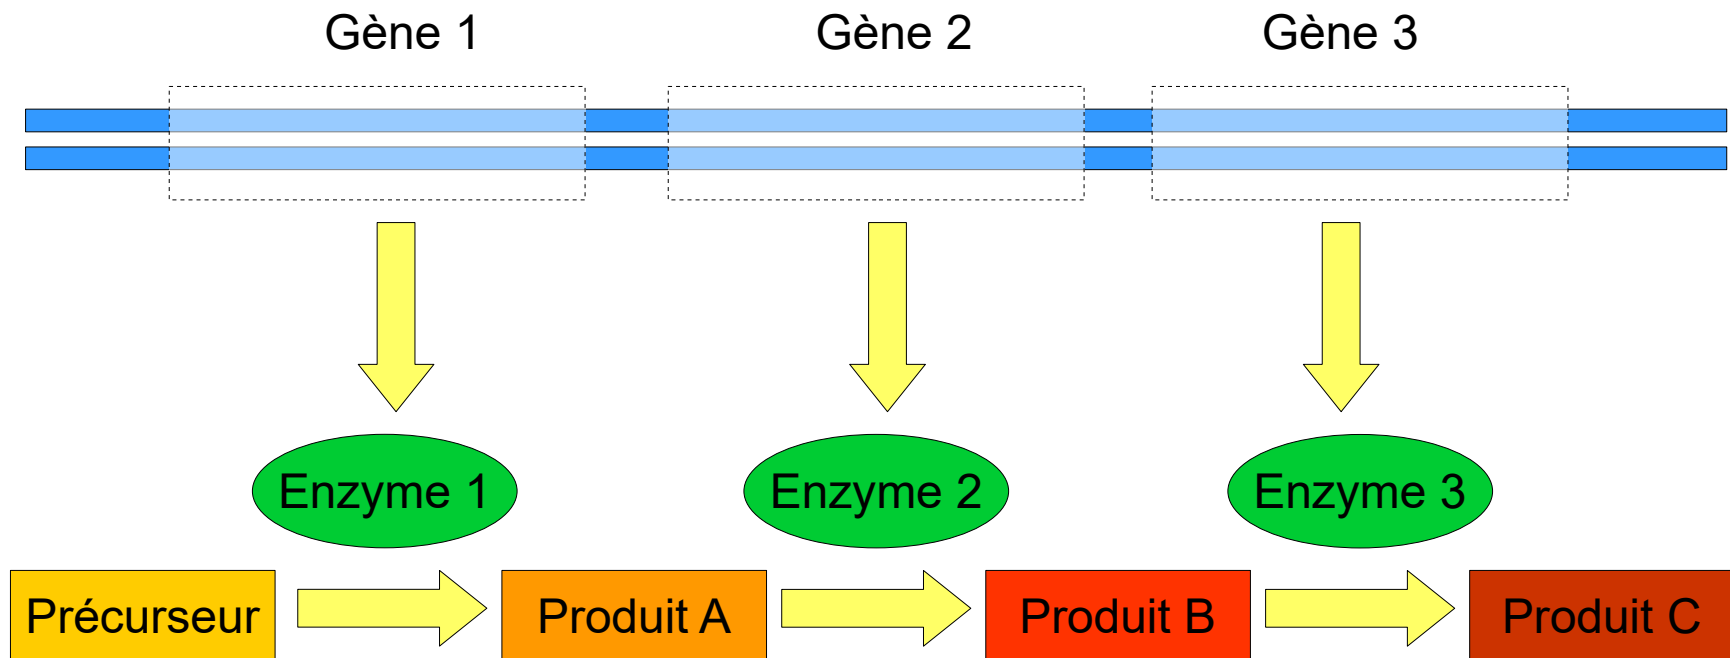 Gène 1
Gène 2
Gène 3
Enzyme 1
Enzyme 2
Enzyme 3
Précurseur
Produit A
Produit B
Produit C